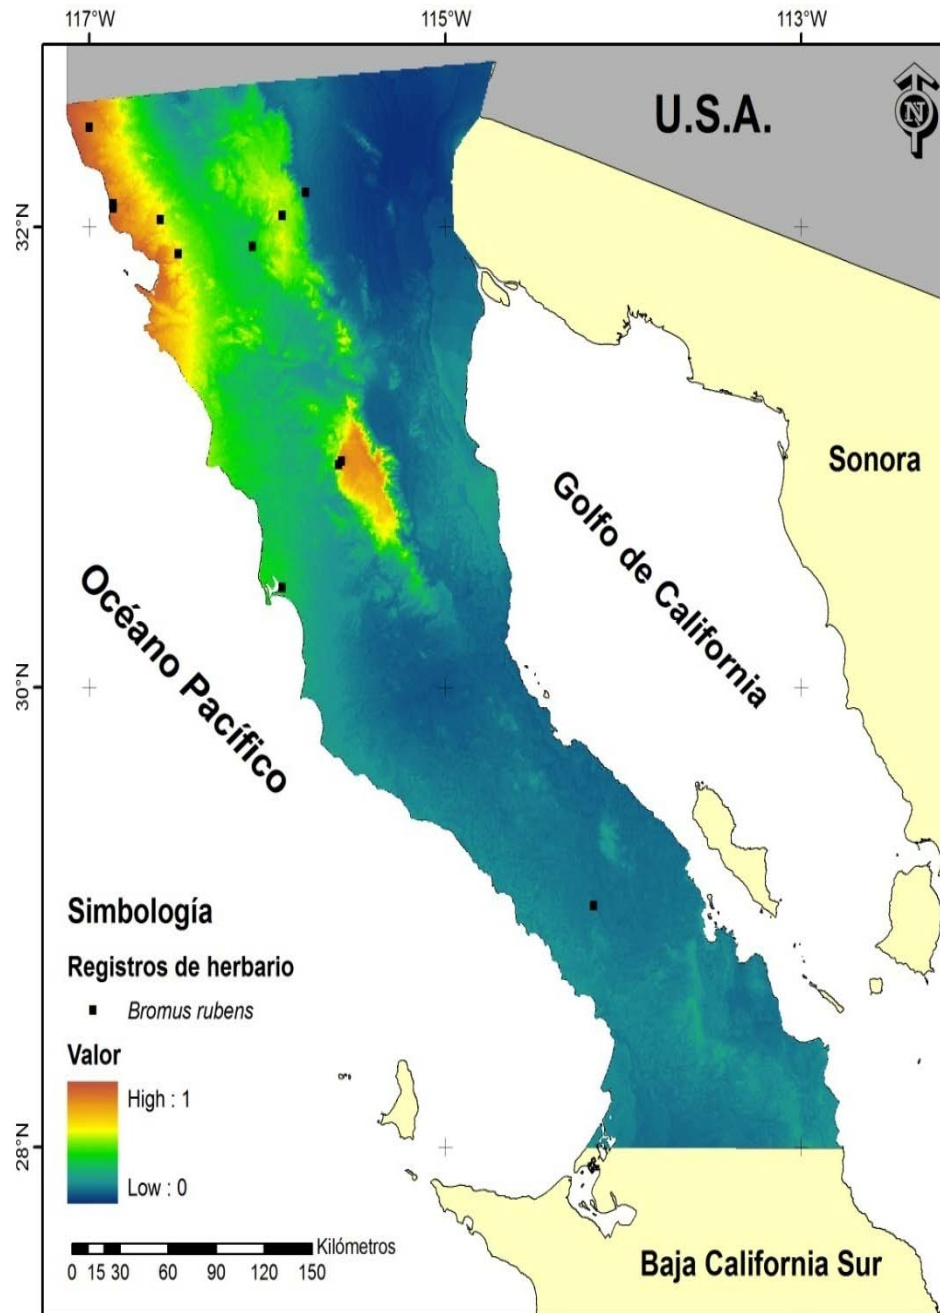 117°W 115°W 113°W
U.S.A.
N
32°N
Sonora
Golfo de California
Océano Pacífico
30°N
Simbología
Registros de herbario
Bromus rubens
Valor
High : 1
Low : 0
28°N
Kilómetros
0 15 30 60 90 120 150
Baja California Sur